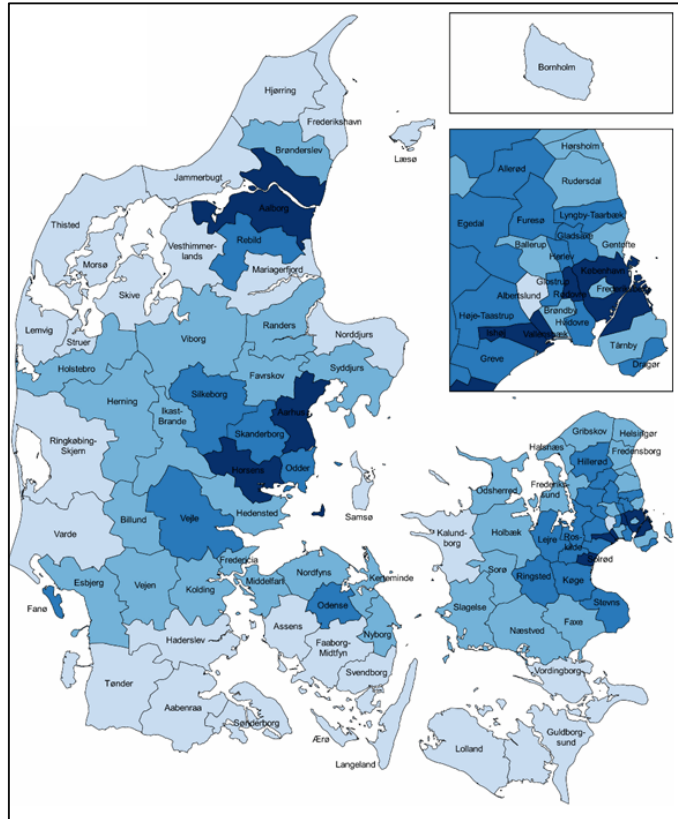 Hjørring
Frederikshavn
Brønderslev
Læsø
Jammerbugt
Aalborg
Thisted
Vesthimmer-
lands
Rebild
Morsø
Mariagerfjord
Skive
Lemvig
Struer
Viborg
Randers
Norddjurs
Holstebro
Favrskov
Syddjurs
Herning
Silkeborg
Ikast-
Brande
Aarhus
Skanderborg
Ringkøbing-
Skjern
Horsens
Odder
Samsø
Varde
Billund
Vejle
Hedensted
Fredericia
Esbjerg
Vejen
Kolding
Middelfart
Nordfyns
Kerteminde
Fanø
Odense
Haderslev
Assens
Faaborg-
Midtfyn
Nyborg
Svendborg
Tønder
Aabenraa
Sønderborg
Ærø
Langeland
Bornholm
Hørsholm
Allerød
Rudersdal
Egedal
Furesø
Lyngby-Taarbæk
Gladsaxe
Ballerup
Herlev
Gentofte
København
Glostrup
Frederiksberg
Albertslund
Rødovre
Høje-Taastrup
Brøndby
Hvidovre
Ishøj
Vallensbæk
Tårnby
Greve
Dragør
Gribskov
Helsingør
Halsnæs
Hillerød
Fredensborg
Odsherred
Frederiks-
sund
Kalund-
borg
Holbæk
Lejre
Ros-
kilde
Solrød
Sorø
Ringsted
Køge
Slagelse
Stevns
Næstved
Faxe
Vordingborg
Lolland
Guldborg-
sund